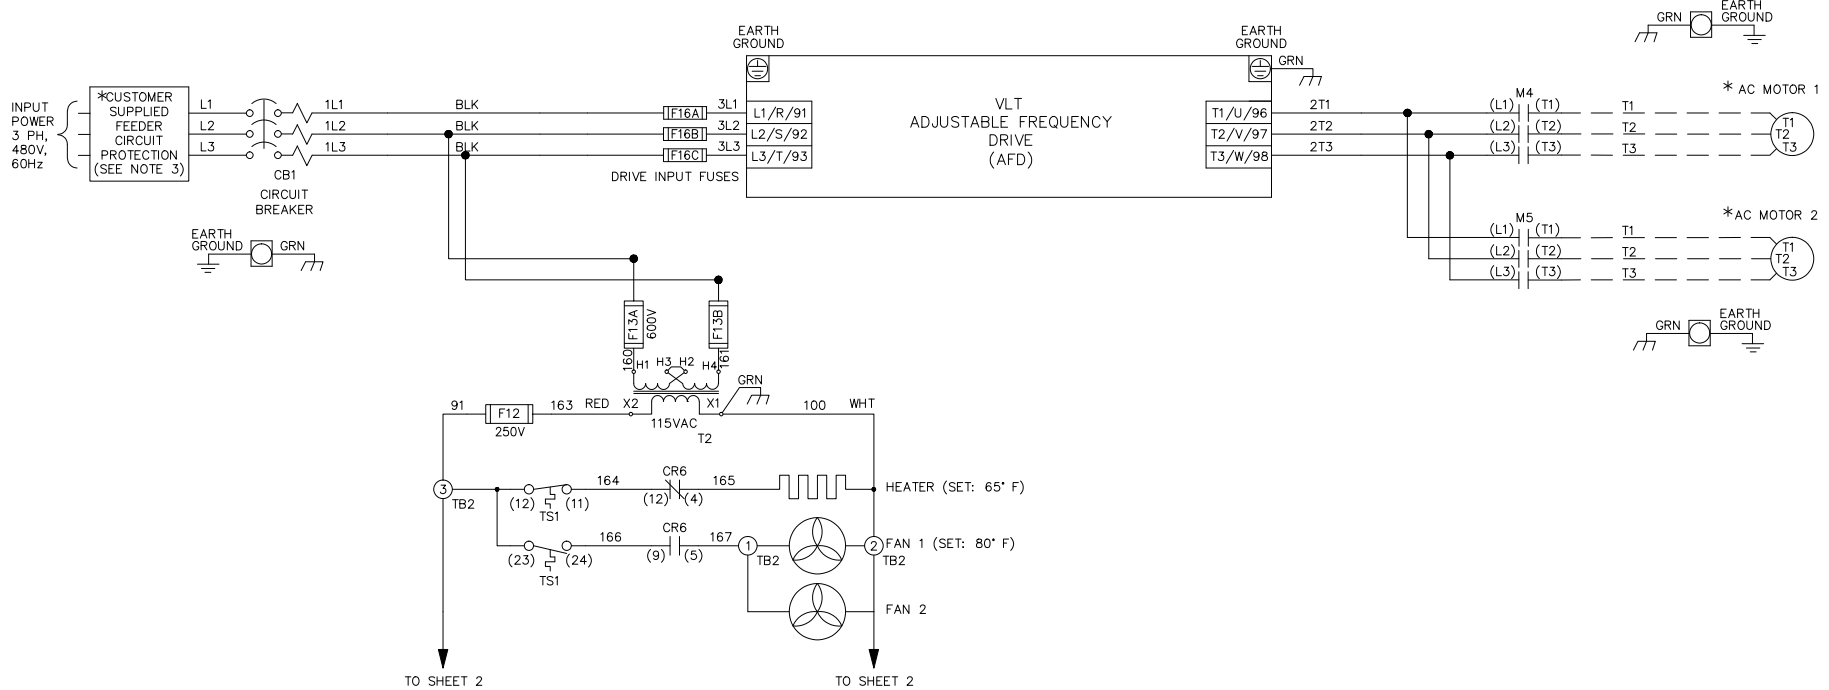 INPUT
POWER
3 PH,
480V,
60Hz
*CUSTOMER
SUPPLIED
FEEDER
CIRCUIT
PROTECTION
(SEE NOTE 3)
L1
L2
L3
CB1
CIRCUIT
BREAKER
1L1
1L2
1L3
BLK
BLK
BLK
F16A
F16B
F16C
3L1
3L2
3L3
DRIVE INPUT FUSES
EARTH
GROUND
L1/R/91
L2/S/92
L3/T/93
VLT
ADJUSTABLE FREQUENCY
DRIVE
(AFD)
EARTH
GROUND
GRN
T1/U/96
T2/V/97
T3/W/98
2T1
2T2
2T3
GRN
EARTH
GROUND
M4
(L1) (T1) T1
(L2) (T2) T2
(L3) (T3) T3
* AC MOTOR 1
T1
T2
T3
M5
(L1) (T1) T1
(L2) (T2) T2
(L3) (T3) T3
*AC MOTOR 2
T1
T2
T3
GRN
EARTH
GROUND
EARTH
GROUND
GRN
F13A
600V
F13B
160
161
H1 H3 H2 H4
GRN
91
F12
250V
163 RED X2
X1
115VAC
T2
100 WHT
3
TB2
(12) (11)
TS1
164
CR6
(12) (4)
165
HEATER (SET: 65° F)
(23) (24)
TS1
166
CR6
(9) (5)
167
1
TB2
2
TB2
FAN 1 (SET: 80° F)
FAN 2
TO SHEET 2
TO SHEET 2